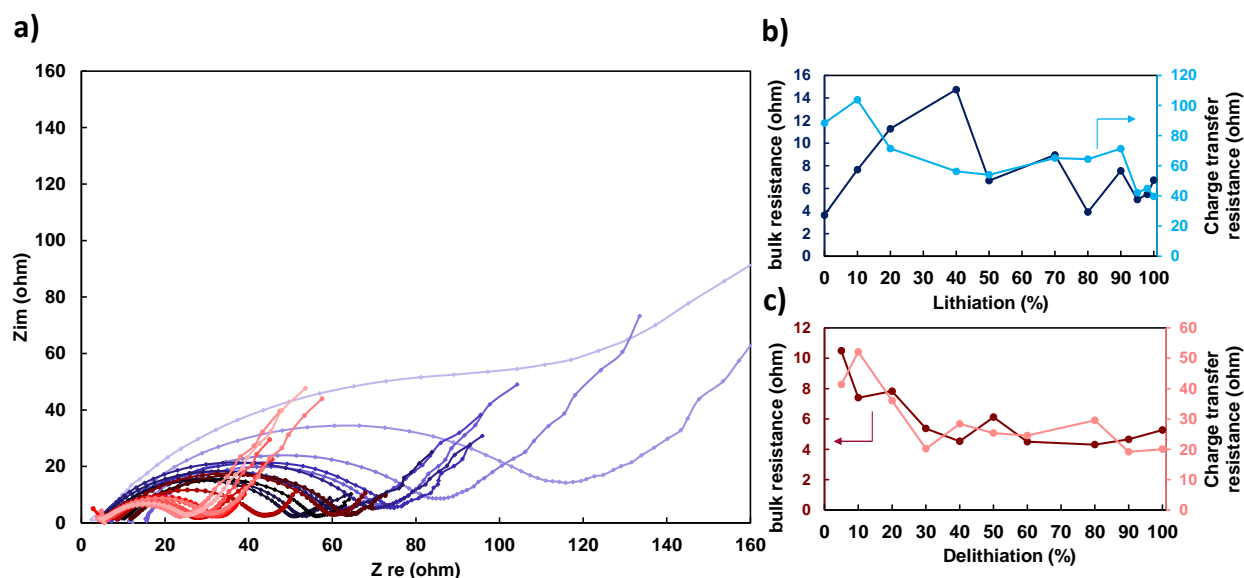 a)
160
140
120
100
80
60
40
20
0
0 20 40 60 80 100 120 140 160
Zim (ohm)
Z re (ohm)
b)
16
14
12
10
8
6
4
2
0
bulk resistance (ohm)
120
100
80
60
40
20
0
Charge transfer
resistance (ohm)
0 10 20 30 40 50 60 70 80 90 100
Lithiation (%)
c)
12
10
8
6
4
2
0
bulk resistance (ohm)
60
50
40
30
20
10
0
Charge transfer
resistance (ohm)
0 10 20 30 40 50 60 70 80 90 100
Delithiation (%)